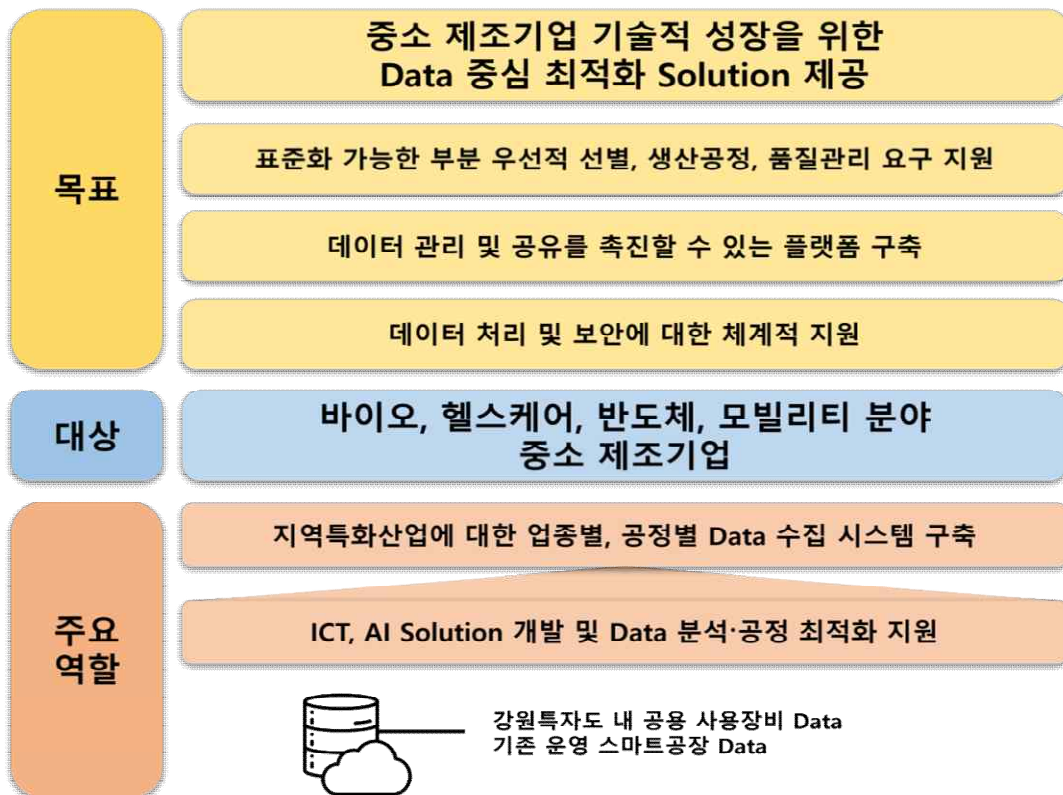 목표
중소 제조기업 기술적 성장을 위한
Data 중심 최적화 Solution 제공
표준화 가능한 부분 우선적 선별, 생산공정, 품질관리 요구 지원
데이터 관리 및 공유를 촉진할 수 있는 플랫폼 구축
데이터 처리 및 보안에 대한 체계적 지원
대상
바이오, 헬스케어, 반도체, 모빌리티 분야
중소 제조기업
주요
역할
지역특화산업에 대한 업종별, 공정별 Data 수집 시스템 구축
ICT, AI Solution 개발 및 Data 분석·공정 최적화 지원
강원특자도 내 공용 사용장비 Data
기존 운영 스마트공장 Data